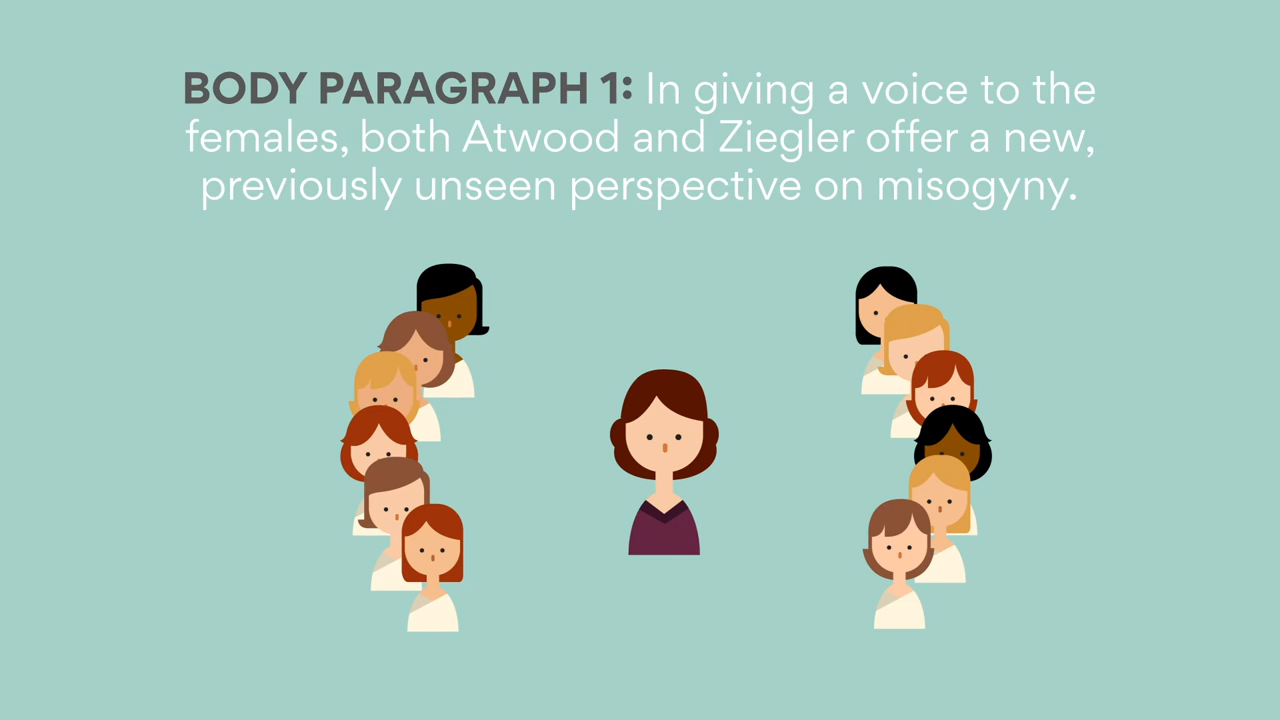 BODY PARAGRAPH 1: In giving a voice to the
females, both Atwood and Ziegler offer a new,
previously unseen perspective on misogyny.